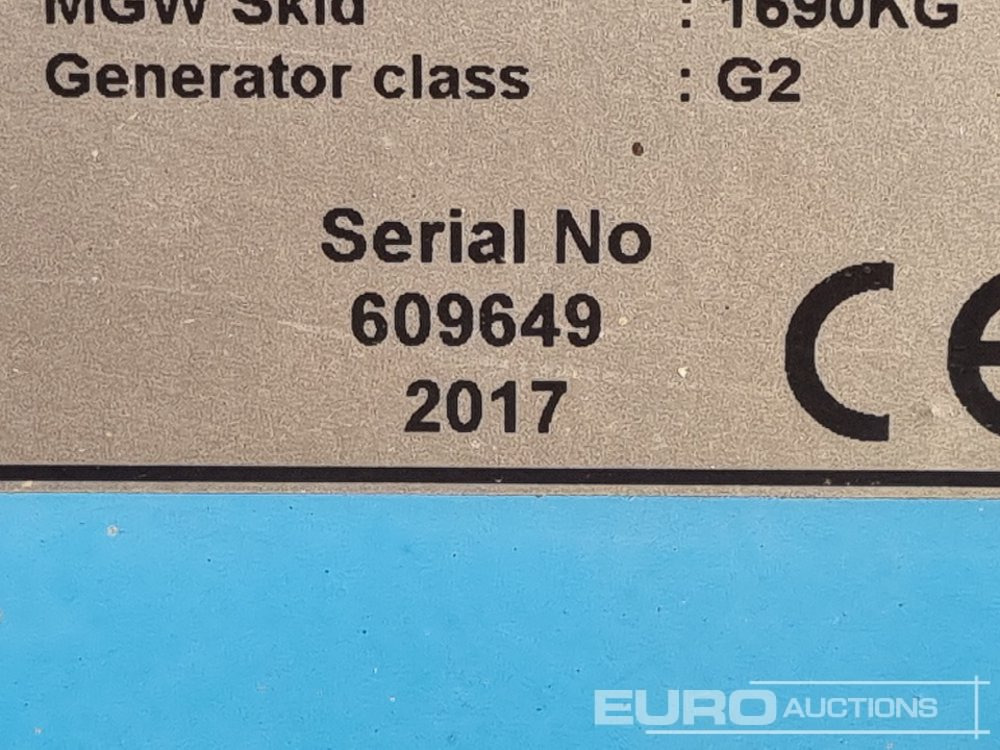 MGW Skid : 1690KG
Generator class : G2
Serial No
609649
2017
CE
EURO AUCTIONS